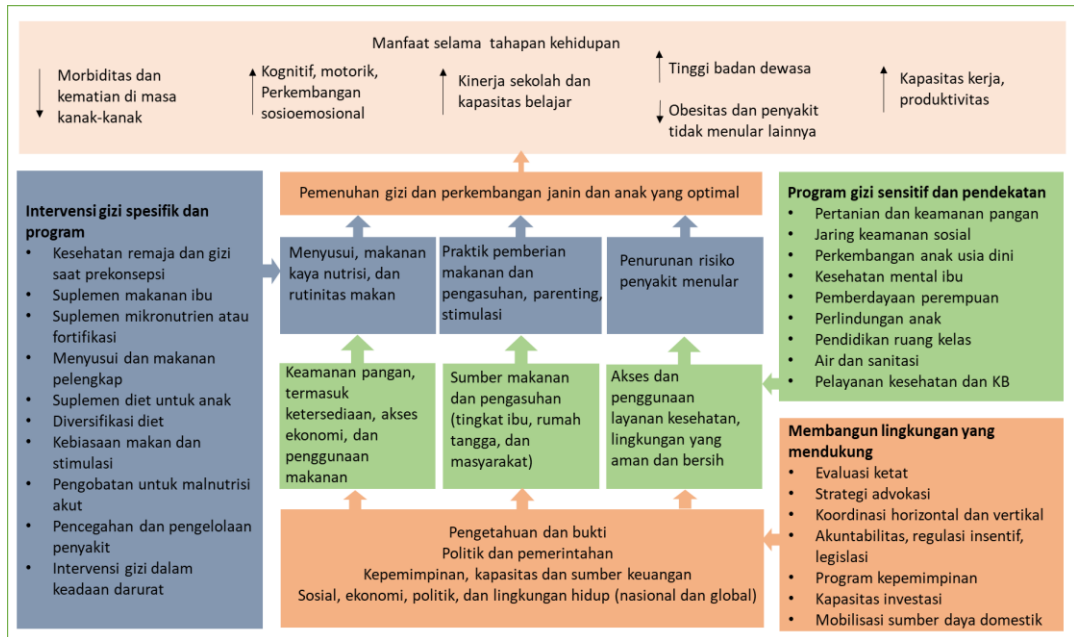 Manfaat selama tahapan kehidupan
Morbiditas dan
kematian di masa
kanak-kanak
Kognitif, motorik,
Perkembangan
sosioemosional
Kinerja sekolah dan
kapasitas belajar
Tinggi badan dewasa
Obesitas dan penyakit
tidak menular lainnya
Kapasitas kerja,
produktivitas
Intervensi gizi spesifik dan
program
• Kesehatan remaja dan gizi
saat prekonsepsi
• Suplemen makanan ibu
• Suplemen mikronutrien atau
fortifikasi
• Menyusui dan makanan
pelengkap
• Suplemen diet untuk anak
• Diversifikasi diet
• Kebiasaan makan dan
stimulasi
• Pengobatan untuk malnutrisi
akut
• Pencegahan dan pengelolaan
penyakit
• Intervensi gizi dalam
keadaan darurat
Pemenuhan gizi dan perkembangan janin dan anak yang optimal
Menyusui, makanan
kaya nutrisi, dan
rutinitas makan
Praktik pemberian
makanan dan
pengasuhan, parenting,
stimulasi
Penurunan risiko
penyakit menular
Keamanan pangan,
termasuk
ketersediaan, akses
ekonomi, dan
penggunaan
makanan
Sumber makanan
dan pengasuhan
(tingkat ibu, rumah
tangga, dan
masyarakat)
Akses dan
penggunaan
layanan kesehatan,
lingkungan yang
aman dan bersih
Pengetahuan dan bukti
Politik dan pemerintahan
Kepemimpinan, kapasitas dan sumber keuangan
Sosial, ekonomi, politik, dan lingkungan hidup (nasional dan global)
Program gizi sensitif dan pendekatan
• Pertanian dan keamanan pangan
• Jaring keamanan sosial
• Perkembangan anak usia dini
• Kesehatan mental ibu
• Pemberdayaan perempuan
• Perlindungan anak
• Pendidikan ruang kelas
• Air dan sanitasi
• Pelayanan kesehatan dan KB
Membangun lingkungan yang
mendukung
• Evaluasi ketat
• Strategi advokasi
• Koordinasi horizontal dan vertikal
• Akuntabilitas, regulasi insentif,
legislasi
• Program kepemimpinan
• Kapasitas investasi
• Mobilisasi sumber daya domestik